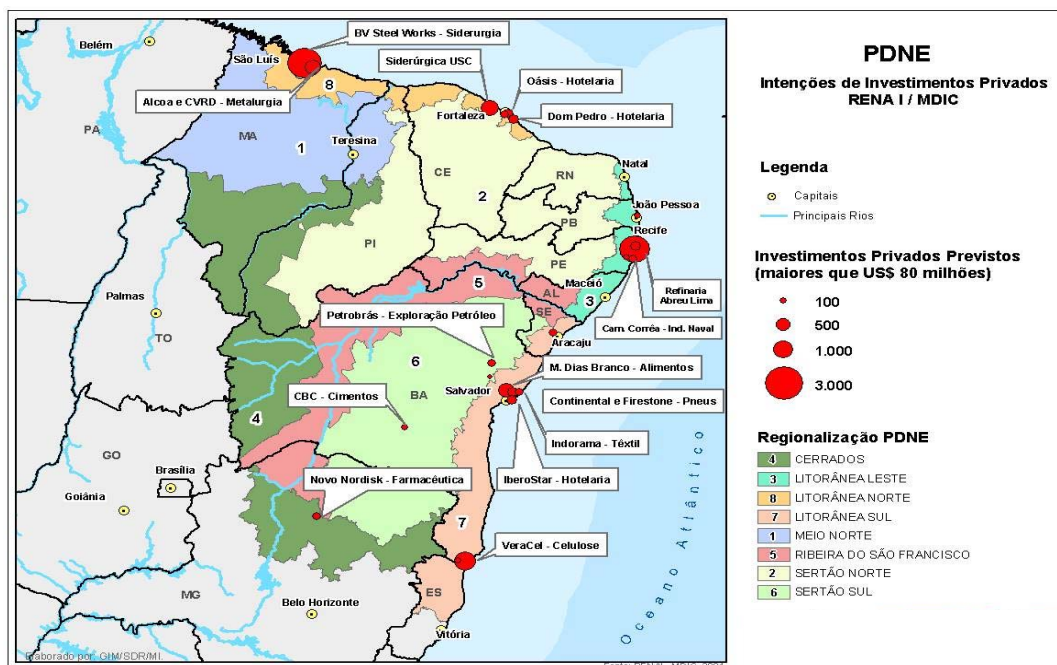 Belém
BV Steel Works - Siderurgia
São Luís
Siderúrgica USC
Oásis - Hotelaria
Alcoa e CVRD - Metalurgia
8
Fortaleza
Dom Pedro - Hotelaria
PA
MA
Teresina
1
CE
Natal
RN
2
João Pessoa
PB
Recife
PI
PE
Maceió
Refinaria
Abreu Lima
5
AL
3
Palmas
SE
Petrobrás - Exploração Petróleo
Cam. Corrêa - Ind. Naval
TO
Aracaju
6
M. Dias Branco - Alimentos
Salvador
CBC - Cimentos
BA
Continental e Firestone - Pneus
4
Indorama - Têxtil
GO
Brasília
Novo Nordisk - Farmacêutica
IberoStar - Hotelaria
Goiânia
7
VeraCel - Celulose
ES
MG
Belo Horizonte
Vitória
Oceano Atlântico
Elaborado por: GIM/SDR/MI.
PDNE
Intenções de Investimentos Privados
RENA I / MDIC
Legenda
Capitais
Principais Rios
Investimentos Privados Previstos
(maiores que US$ 80 milhões)
100
500
1.000
3.000
Regionalização PDNE
4 CERRADOS
3 LITORÂNEA LESTE
8 LITORÂNEA NORTE
7 LITORÂNEA SUL
1 MEIO NORTE
5 RIBEIRA DO SÃO FRANCISCO
2 SERTÃO NORTE
6 SERTÃO SUL